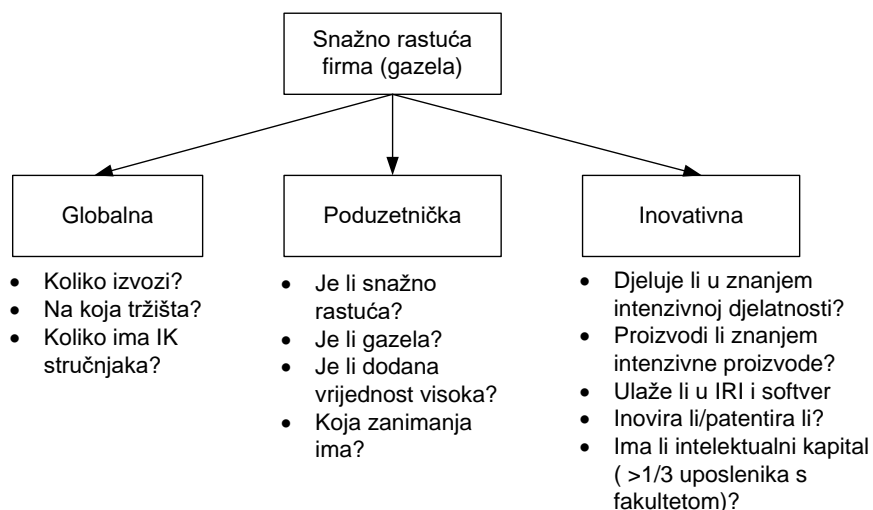 Snažno rastuća
firma (gazela)
Globalna
Poduzetnička
Inovativna
• Koliko izvozi?
• Na koja tržišta?
• Koliko ima IK
stručnjaka?
• Je li snažno
rastuća?
• Je li gazela?
• Je li dodana
vrijednost visoka?
• Koja zanimanja
ima?
• Djeluje li u znanjem
intenzivnoj djelatnosti?
• Proizvodi li znanjem
intenzivne proizvode?
• Ulaže li u IRI i softver
• Inovira li/patentira li?
• Ima li intelektualni kapital
( >1/3 uposlenika s
fakultetom)?